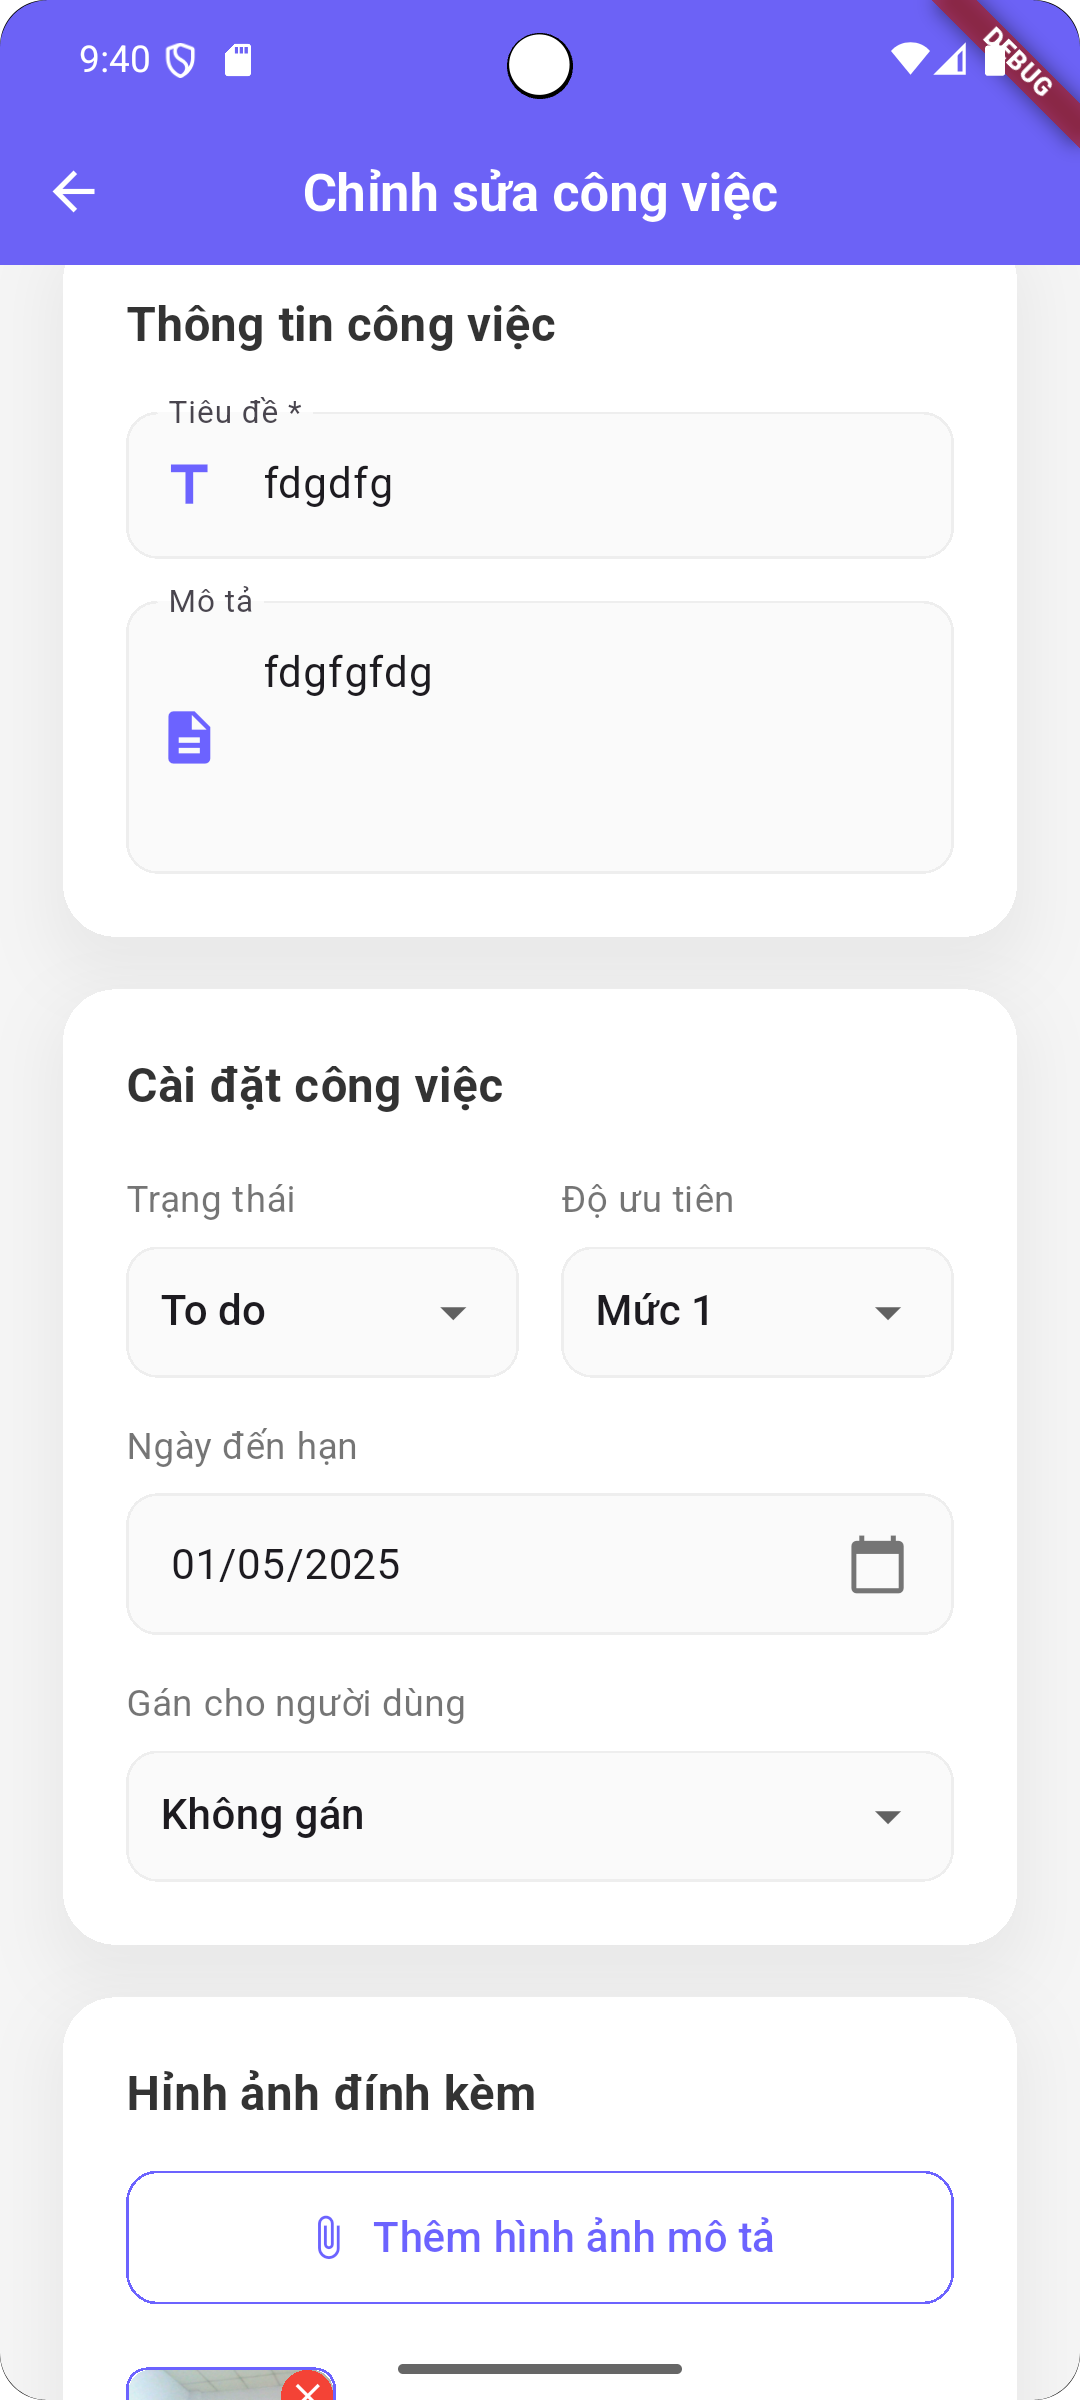 9:40
DEBUG
Chỉnh sửa công việc
Thông tin công việc
Tiêu đề *
fdgdfg
Mô tả
fdgfgfdg
Cài đặt công việc
Trạng thái
Độ ưu tiên
To do
Mức 1
Ngày đến hạn
01/05/2025
Gán cho người dùng
Không gán
Hỉnh ảnh đính kèm
Thêm hình ảnh mô tả